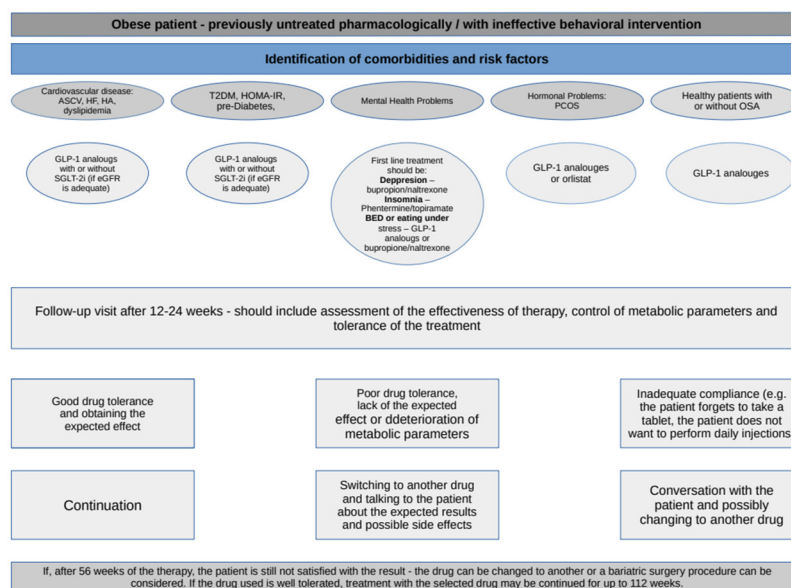 Obese patient - previously untreated pharmacologically / with ineffective behavioral intervention
Identification of comorbidities and risk factors
Cardiovascular disease:
ASCV, HF, HA,
dyslipidemia
T2DM, HOMA-IR,
pre-Diabetes,
Mental Health Problems
Hormonal Problems:
PCOS
Healthy patients with
or without OSA
GLP-1 analougs
with or without
SGLT-2i (if eGFR
is adequate)
GLP-1 analougs
with or without
SGLT-2i (if eGFR
is adequate)
First line treatment
should be:
Deppresion –
bupropion/naltrexone
Insomnia –
Phentermine/topiramate
BED or eating under
stress – GLP-1
analougs or
bupropione/naltrexone
GLP-1 analouges
or orlistat
GLP-1 analouges
Follow-up visit after 12-24 weeks - should include assessment of the effectiveness of therapy, control of metabolic parameters and
tolerance of the treatment
Good drug tolerance
and obtaining the
expected effect
Poor drug tolerance,
lack of the expected
effect or ddeterioration of
metabolic parameters
Inadequate compliance (e.g.
the patient forgets to take a
tablet, the patient does not
want to perform daily injections
Continuation
Switching to another drug
and talking to the patient
about the expected results
and possible side effects
Conversation with the
patient and possibly
changing to another drug
If, after 56 weeks of the therapy, the patient is still not satisfied with the result - the drug can be changed to another or a bariatric surgery procedure can be
considered. If the drug used is well tolerated, treatment with the selected drug may be continued for up to 112 weeks.